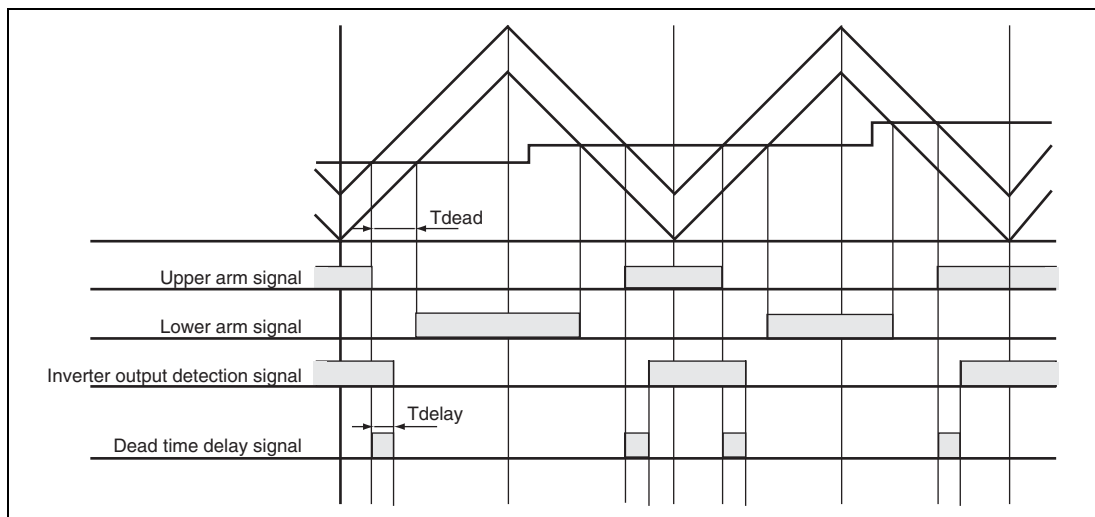 Tdead
Upper arm signal
Lower arm signal
Inverter output detection signal
Tdelay
Dead time delay signal